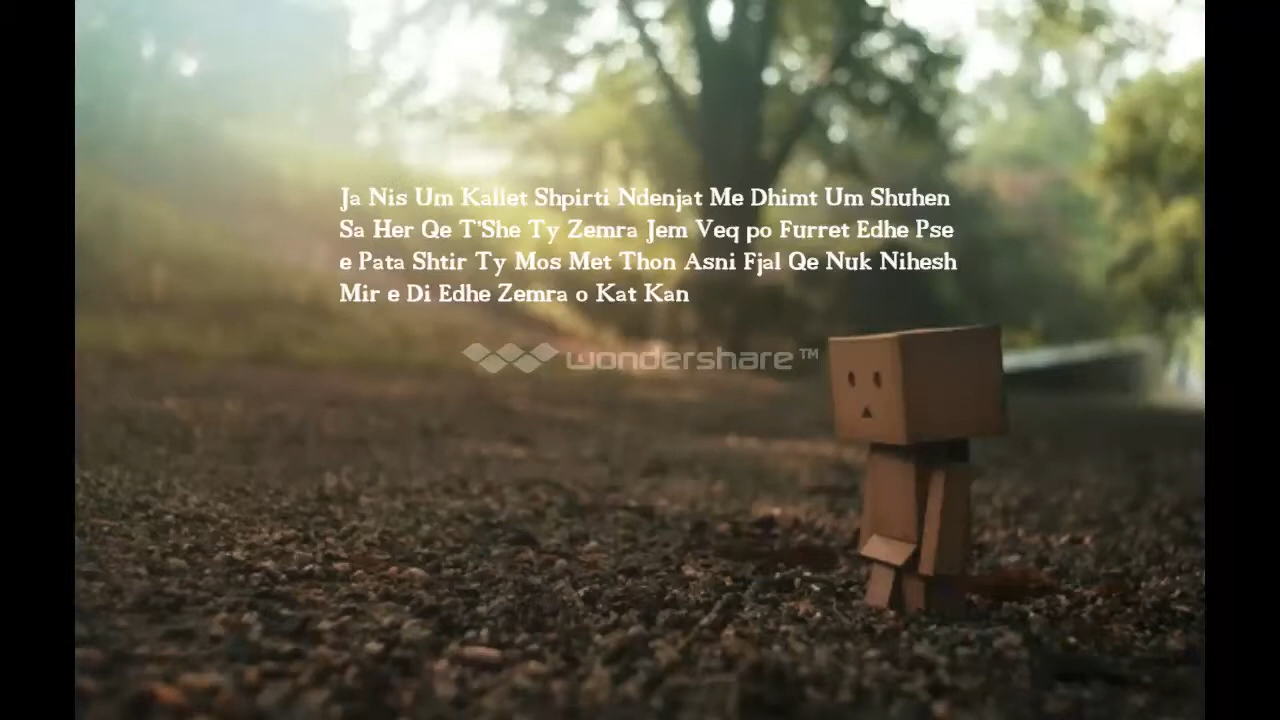 Ja Nis Um Kallet Shpirti Ndenjat Me Dhimt Um Shuhen
Sa Her Qe T'She Ty Zemra Jem Veq po Furret Edhe Pse
e Pata Shtir Ty Mos Met Thon Asni Fjal Qe Nuk Nihesh
Mir e Di Edhe Zemra o Kat Kan
wondershare™